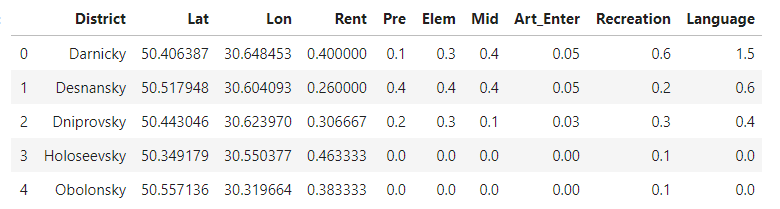 District Lat Lon Rent Pre Elem Mid Art_Enter Recreation Language
0 Darnicky 50.406387 30.648453 0.400000 0.1 0.3 0.4 0.05 0.6 1.5
1 Desnansky 50.517948 30.604093 0.260000 0.4 0.4 0.4 0.05 0.2 0.6
2 Dniprovsky 50.443046 30.623970 0.306667 0.2 0.3 0.1 0.03 0.3 0.4
3 Holoseevsky 50.349179 30.550377 0.463333 0.0 0.0 0.0 0.00 0.1 0.0
4 Obolonsky 50.557136 30.319664 0.383333 0.0 0.0 0.0 0.00 0.1 0.0